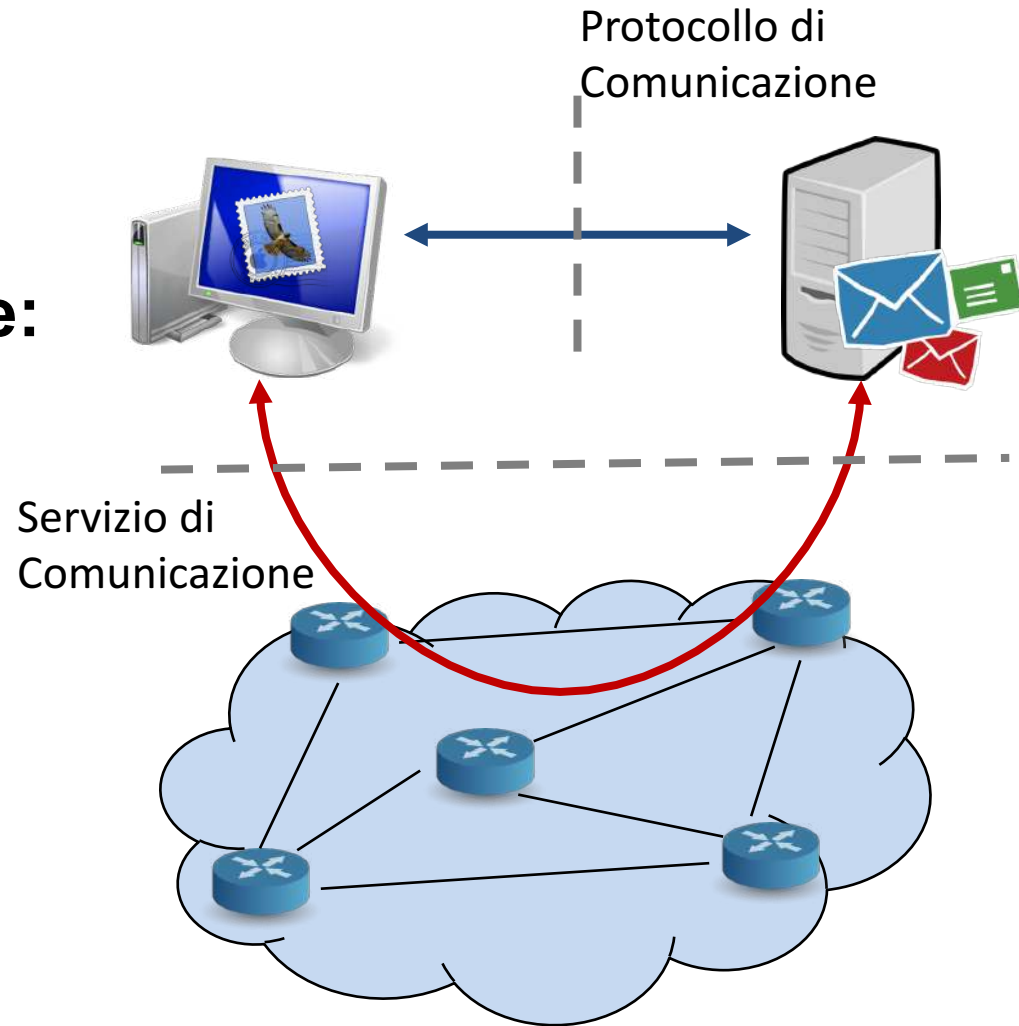 Protocollo di
Comunicazione
e:
Servizio di
Comunicazione